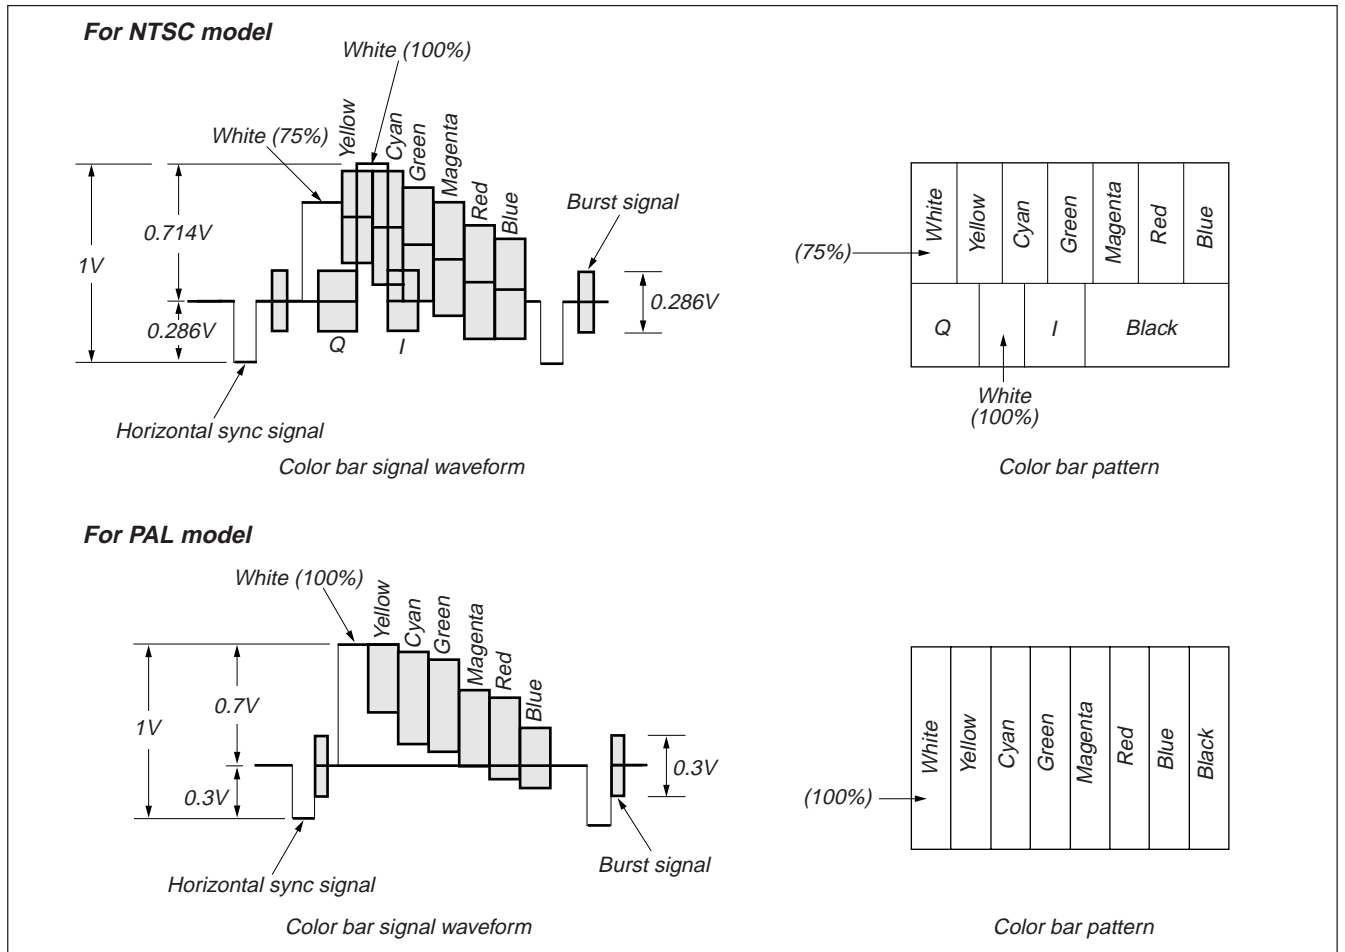 For NTSC model
White (100%)
White (75%)
Yellow
Cyan
Green
Magenta
Red
Blue
Burst signal
0.714V
1V
0.286V
0.286V
Q
I
Horizontal sync signal
Color bar signal waveform
White
Yellow
Cyan
Green
Magenta
Red
Blue
(75%)
Q
I
Black
White
(100%)
Color bar pattern
For PAL model
White (100%)
Yellow
Cyan
Green
Magenta
Red
Blue
0.7V
1V
0.3V
0.3V
Burst signal
Horizontal sync signal
Color bar signal waveform
White
Yellow
Cyan
Green
Magenta
Red
Blue
Black
(100%)
Color bar pattern